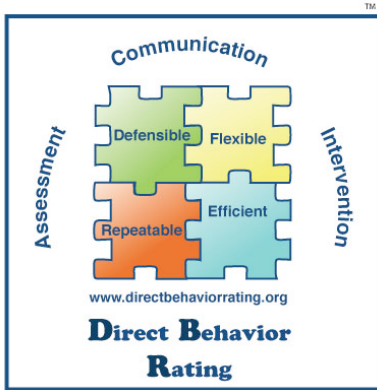 TM
Communication
Assessment
Intervention
Defensible
Flexible
Repeatable
Efficient
www.directbehaviorrating.org
Direct Behavior
Rating